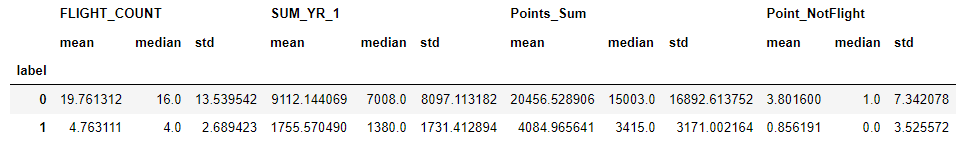 FLIGHT_COUNT SUM_YR_1 Points_Sum Point_NotFlight
mean median std mean median std mean median std mean median std
label
0 19.761312 16.0 13.539542 9112.144069 7008.0 8097.113182 20456.528906 15003.0 16892.613752 3.801600 1.0 7.342078
1 4.763111 4.0 2.689423 1755.570490 1380.0 1731.412894 4084.965641 3415.0 3171.002164 0.856191 0.0 3.525572